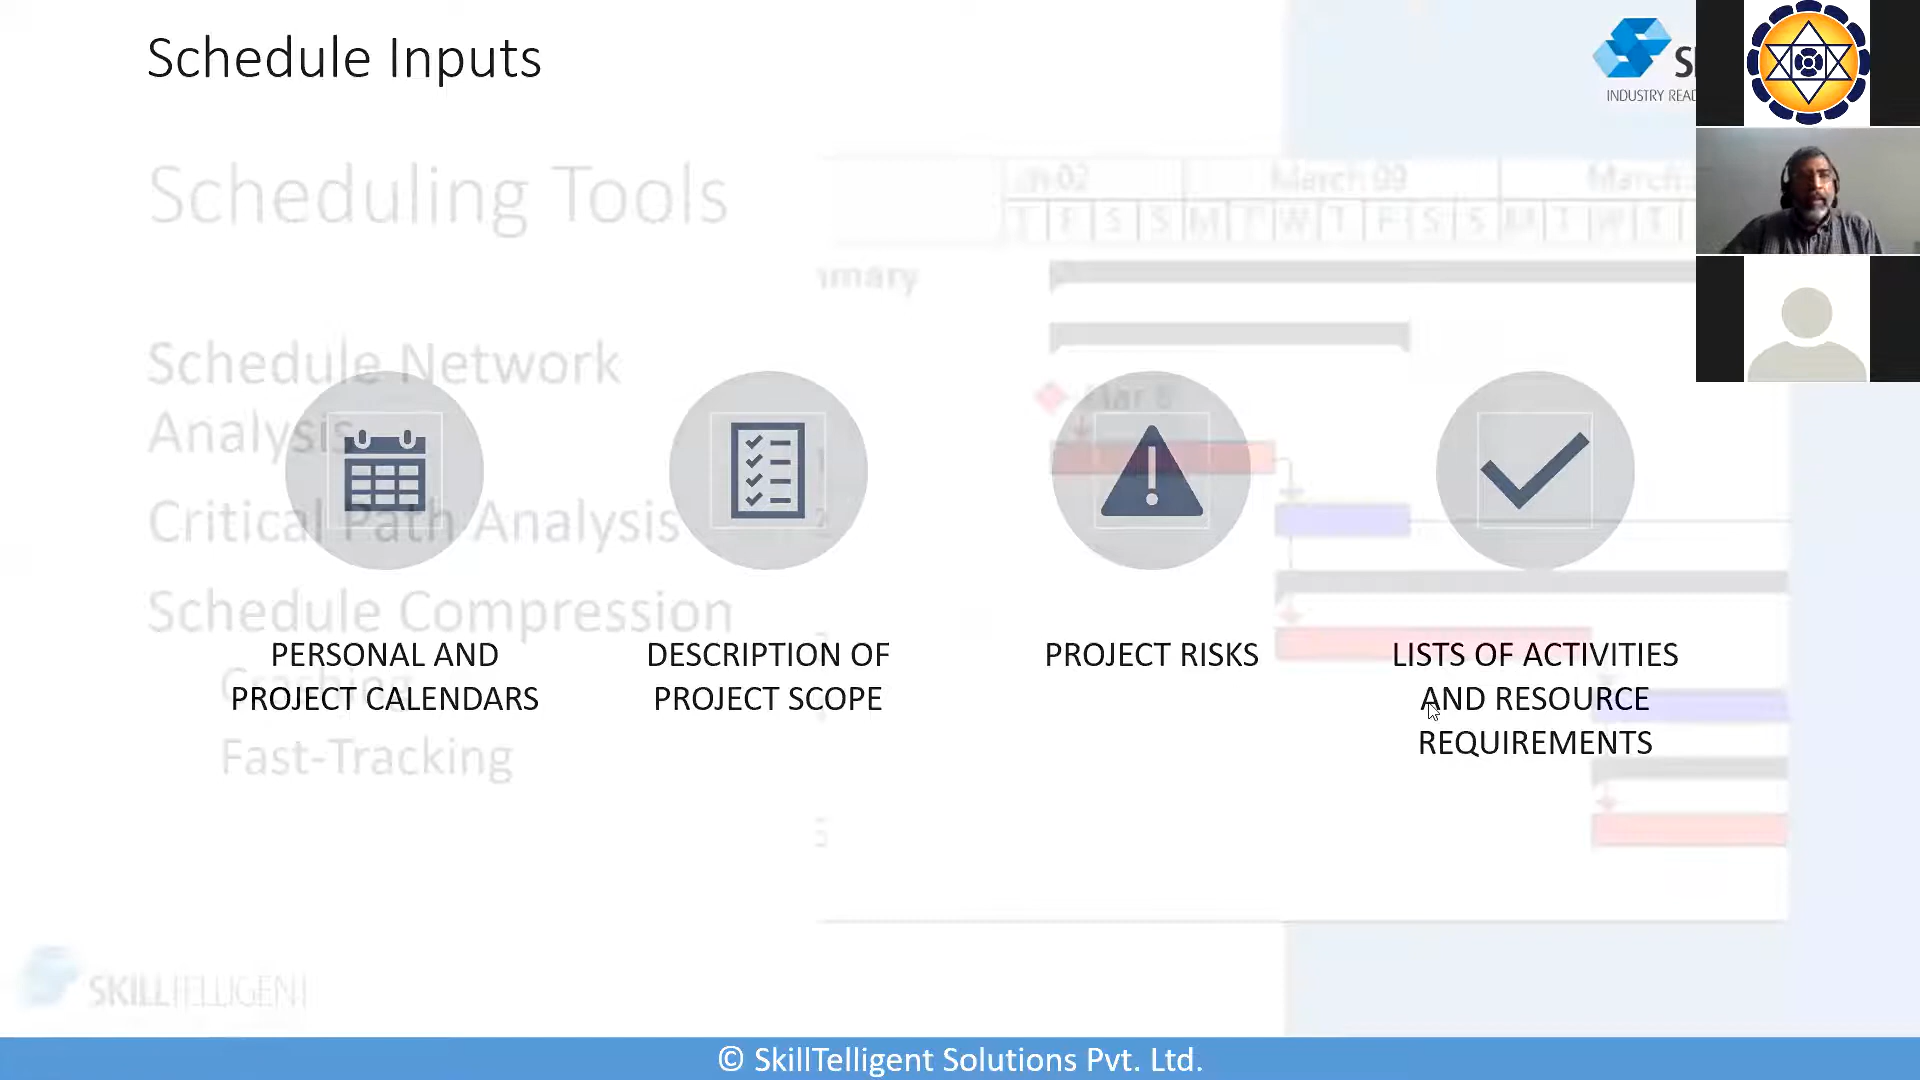 Schedule Inputs
INDUSTRY
Scheduling Tools
March 09
T F S S M T W T F S S M T W T
Schedule Network
Analysis
Mar 6
Critical Path Analysis
Schedule Compression
PERSONAL AND
PROJECT CALENDARS
DESCRIPTION OF
PROJECT SCOPE
PROJECT RISKS
LISTS OF ACTIVITIES
AND RESOURCE
REQUIREMENTS
Crashing
Fast-Tracking
SKILLTELLIGENT
© SkillTelligent Solutions Pvt. Ltd.